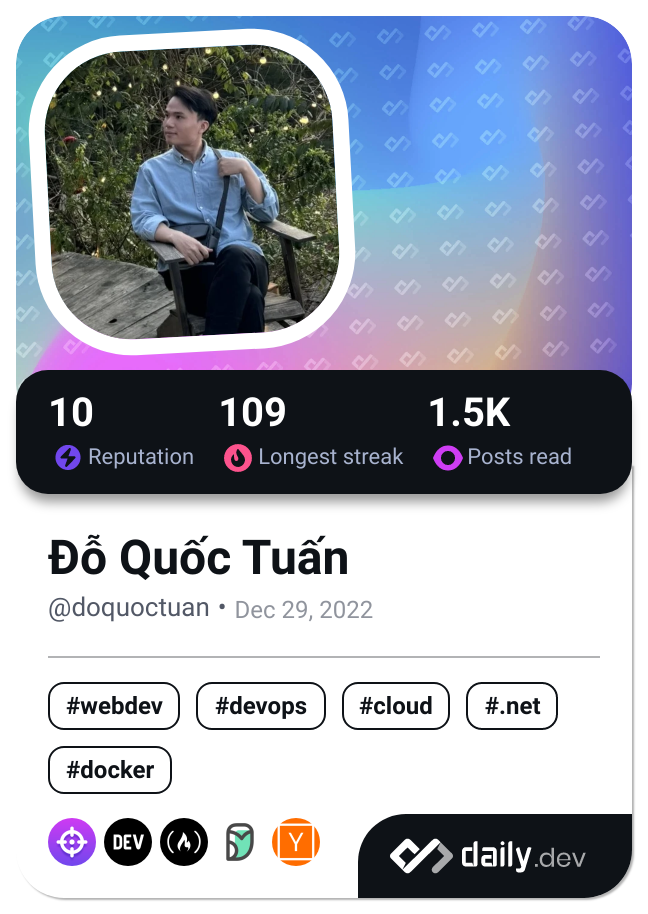 10 109 1.5K
Reputation Longest streak Posts read
Đỗ Quốc Tuấn
@doquoctuan • Dec 29, 2022
#webdev #devops #cloud #.net
#docker
DEV Y
daily.dev